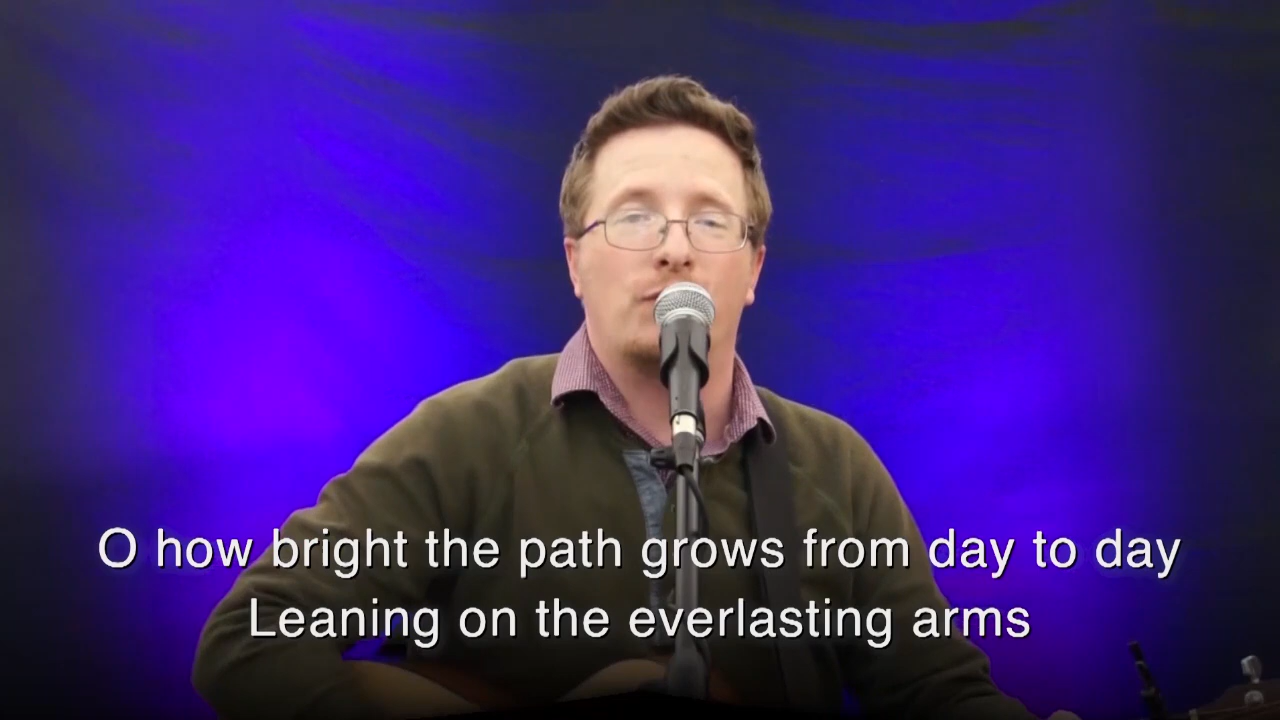 O how bright the path grows from day to day
Leaning on the everlasting arms